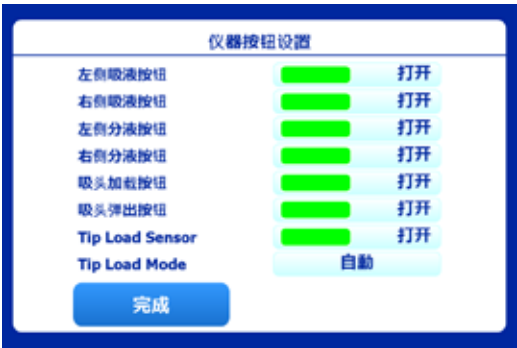 仪器按钮设置
左侧吸液按钮 打开
右侧吸液按钮 打开
左侧分液按钮 打开
右侧分液按钮 打开
吸头加载按钮 打开
吸头弹出按钮 打开
Tip Load Sensor 打开
Tip Load Mode 自動
完成